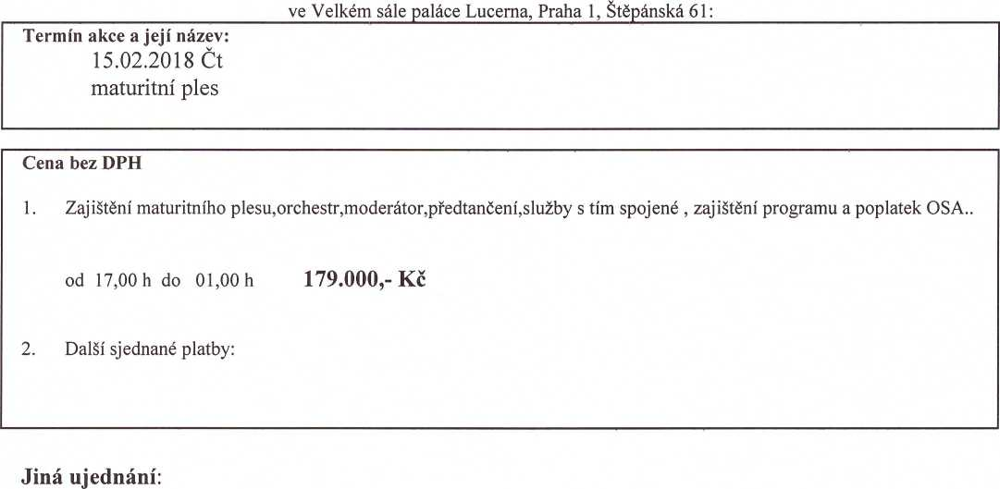 ve Velkém sále paláce Lucerna, Praha 1, Štěpánská 61:
Termín akce a její název:
15.02.2018 Čt
maturitní ples
Cena bez DPH
1. Zajištění maturitního plesu,orchestr,moderátor,předtančení,služby s tím spojené , zajištění programu a poplatek OSA..
od 17,00 h do 01,00 h 179.000,- Kč
2. Další sjednané platby:
Jiná ujednání: